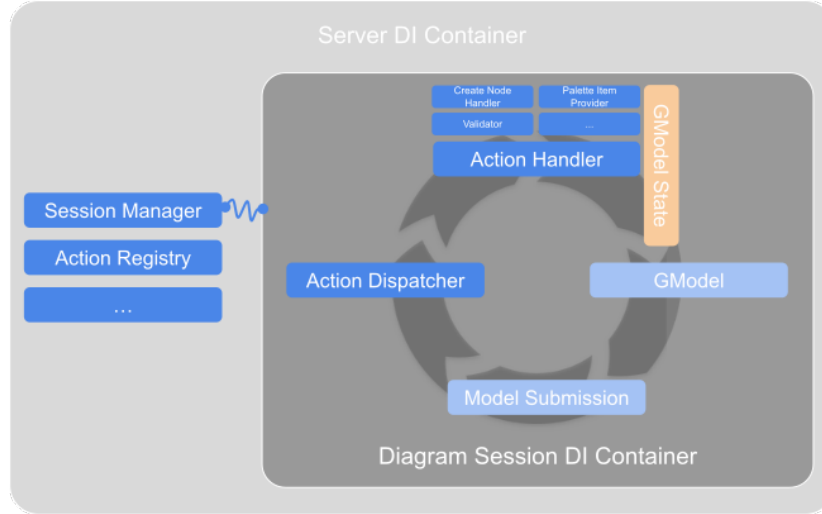 Server DI Container
Create Node
Handler
Palette Item
Provider
Validator
...
Action Handler
GModel State
Session Manager
Action Registry
...
Action Dispatcher
GModel
Model Submission
Diagram Session DI Container